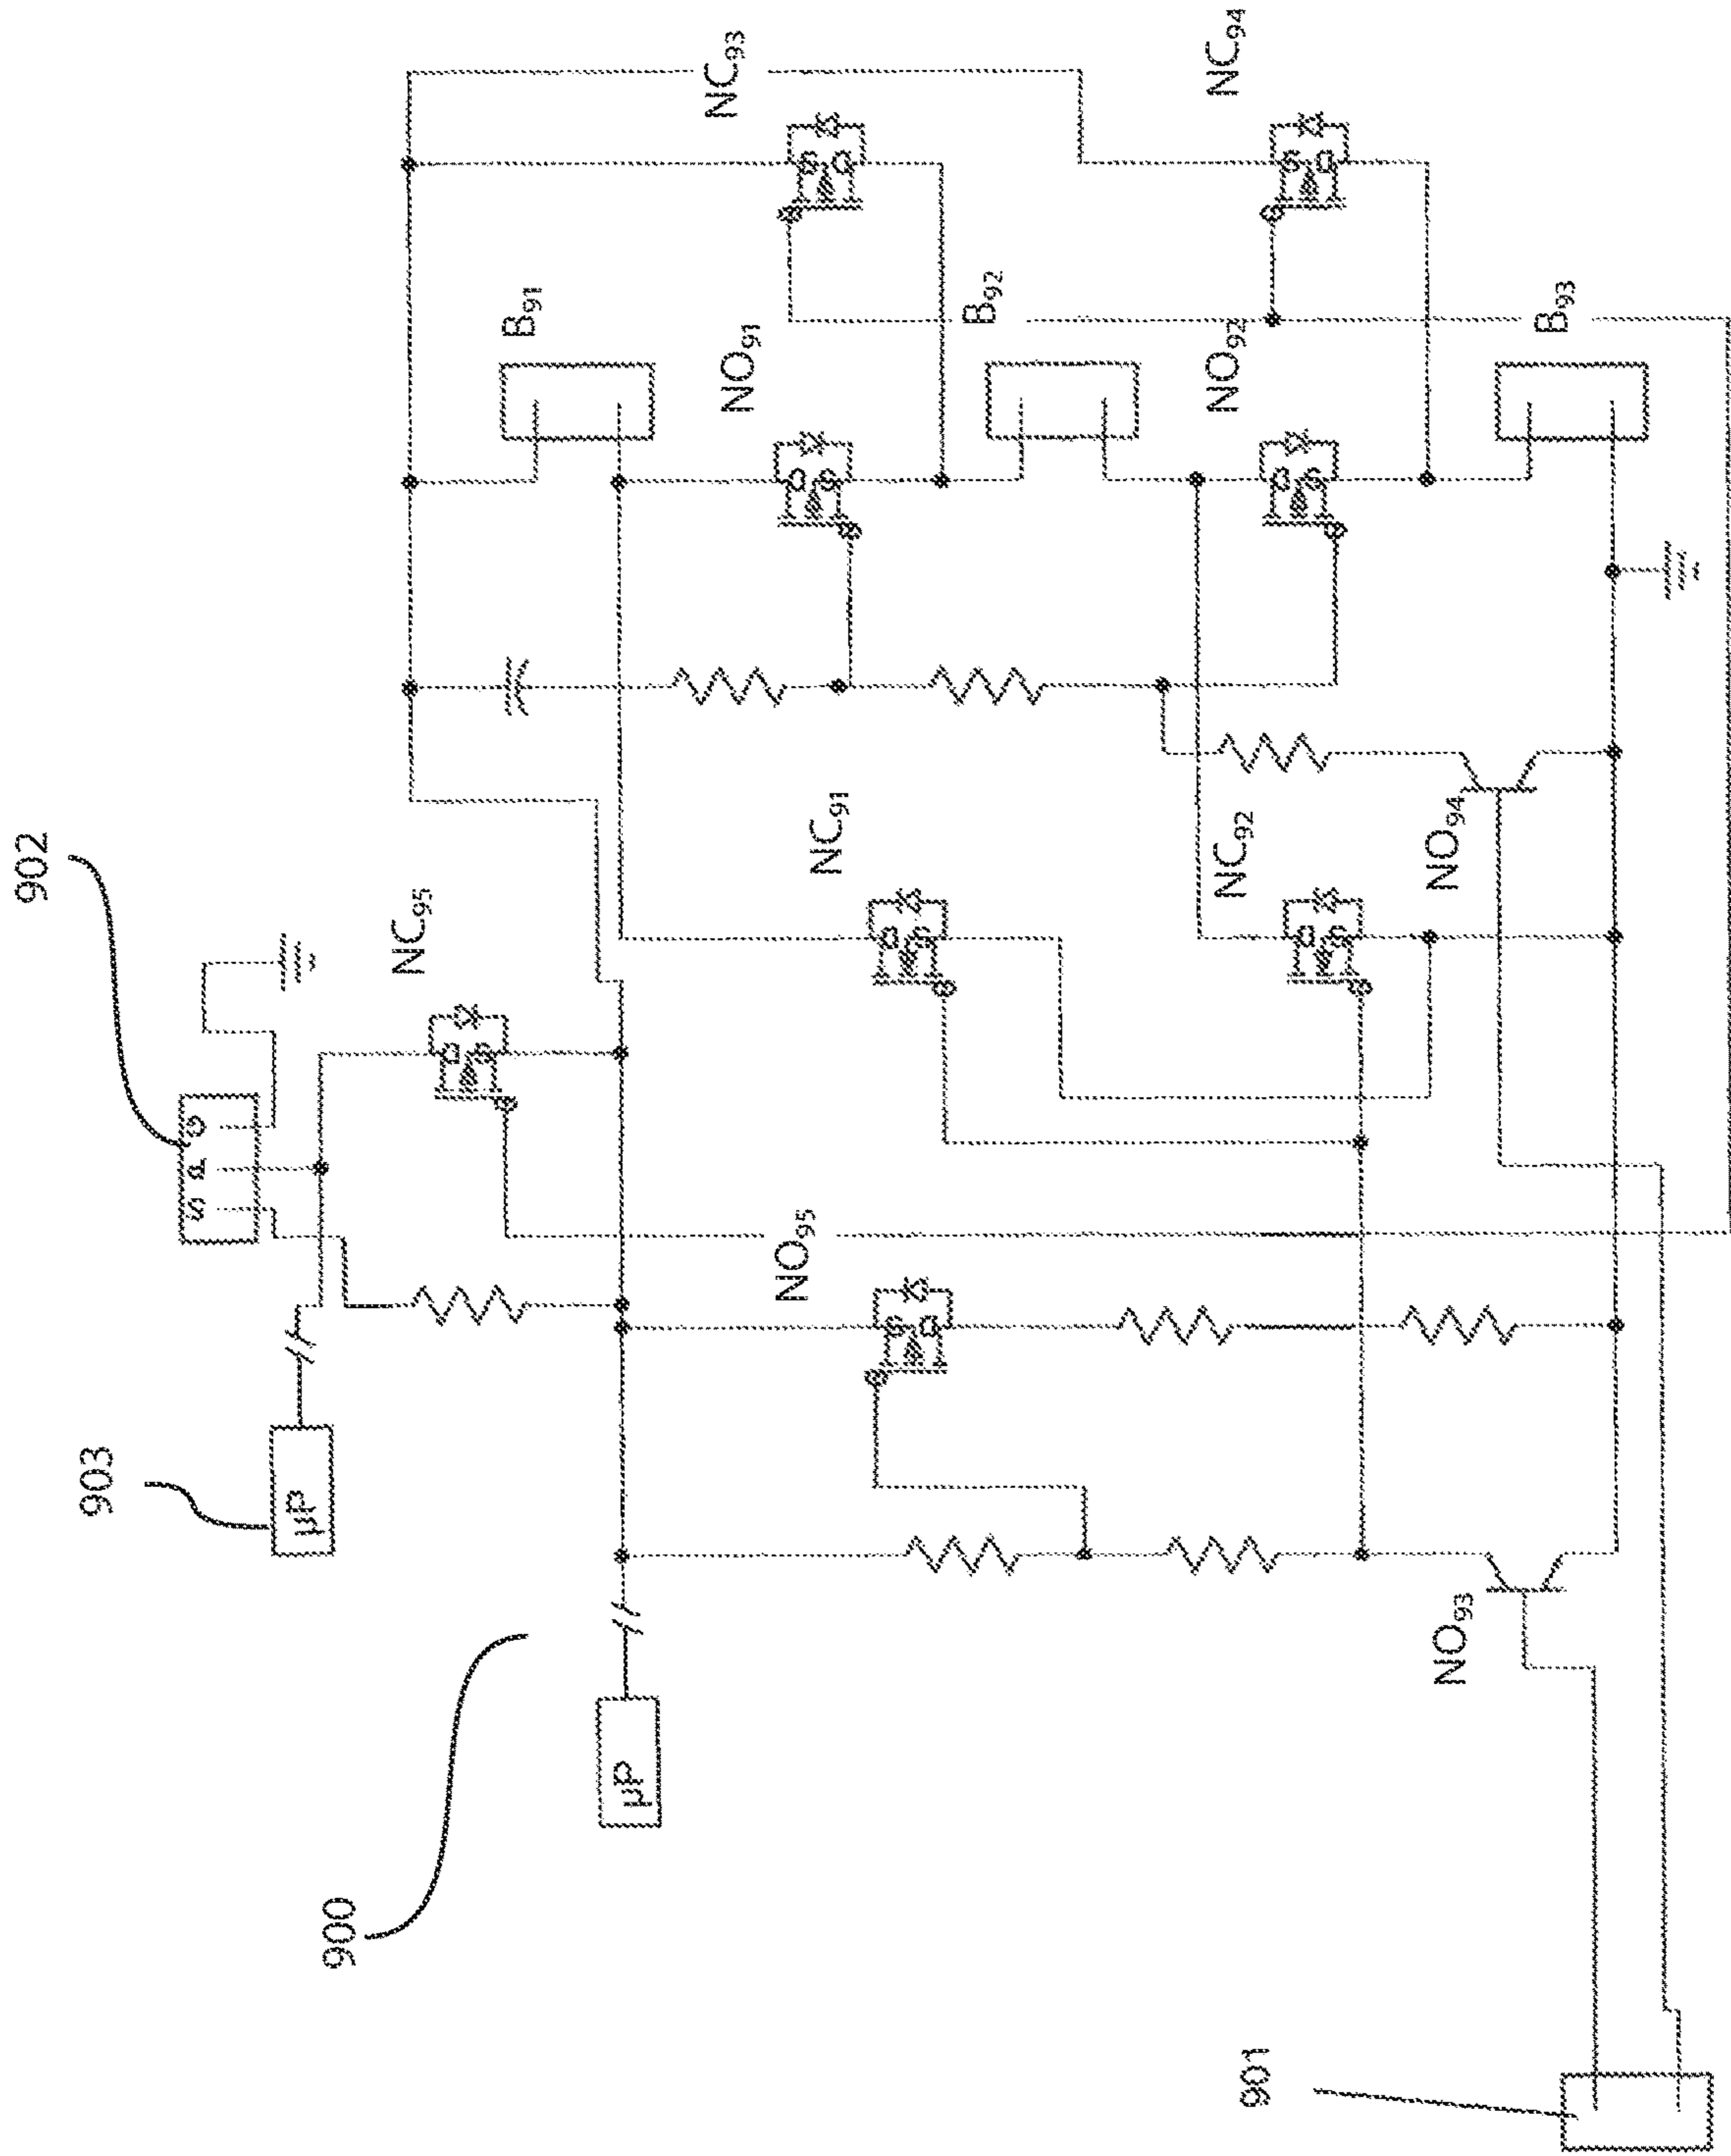 902
903
μP
S P G
NC₉₅
900
μP
B₉₁
NC₉₃
NO₉₁
B₉₂
NC₉₄
NO₉₂
B₉₃
NC₉₁
NC₉₂
NO₉₄
NO₉₅
NO₉₃
901
D
S
D
S
S
D
S
D
D
S
D
S
D
S
S
D